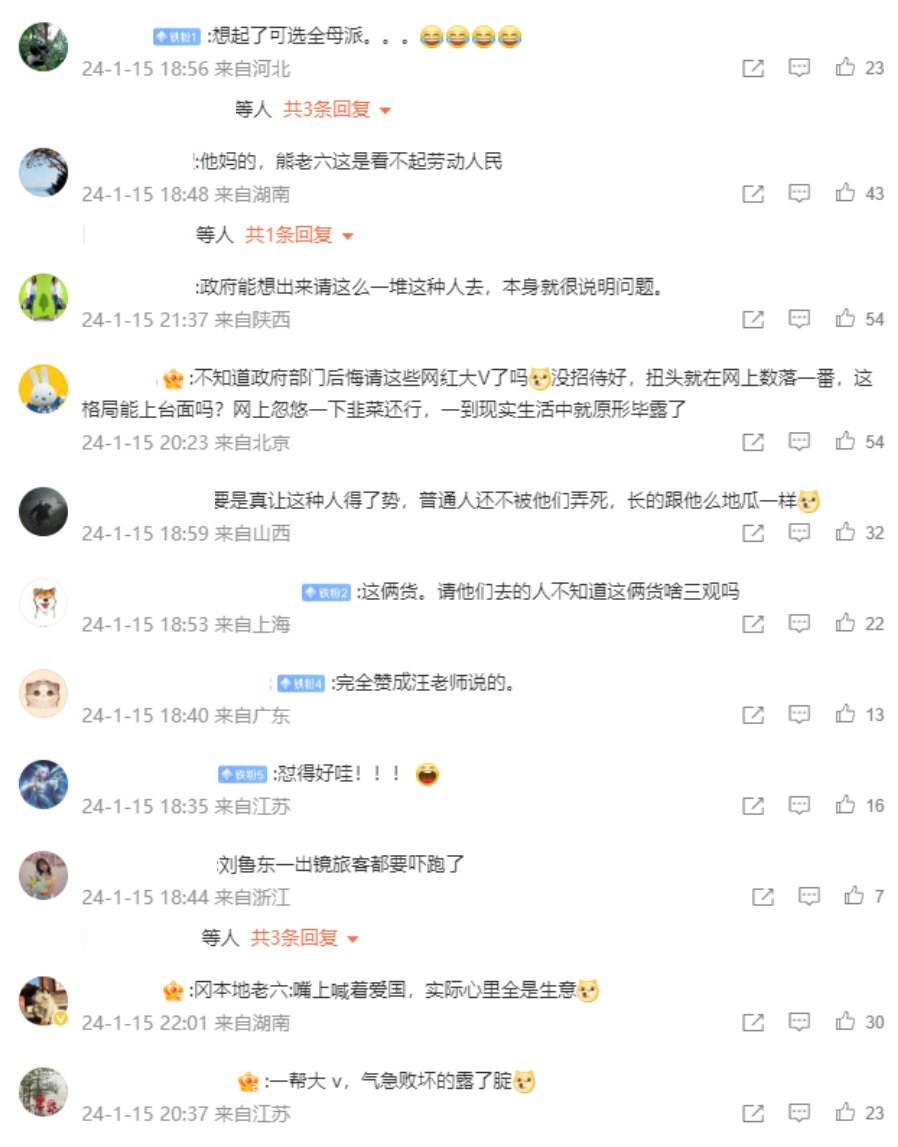 铁粉1 :想起了可选全母派。。。😂😂😂😂
24-1-15 18:56 来自河北
23
等人 共3条回复
:他妈的，熊老六这是看不起劳动人民
24-1-15 18:48 来自湖南
43
等人 共1条回复
:政府能想出来请这么一堆这种人去，本身就很说明问题。
24-1-15 21:37 来自陕西
54
:不知道政府部门后悔请这些网红大V了吗没招待好，扭头就在网上数落一番，这
格局能上台面吗？网上忽悠一下韭菜还行，一到现实生活中就原形毕露了
24-1-15 20:23 来自北京
54
要是真让这种人得了势，普通人还不被他们弄死，长的跟他么地瓜一样
24-1-15 18:59 来自山西
32
铁粉2 :这俩货。请他们去的人不知道这俩货啥三观吗
24-1-15 18:53 来自上海
22
铁粉4 :完全赞成汪老师说的。
24-1-15 18:40 来自广东
13
铁粉5 :怼得好哇！！！
24-1-15 18:35 来自江苏
16
:刘鲁东一出镜旅客都要吓跑了
24-1-15 18:44 来自浙江
7
等人 共3条回复
:冈本地老六:嘴上喊着爱国，实际心里全是生意
24-1-15 22:01 来自湖南
30
:一帮大 v，气急败坏的露了腚
24-1-15 20:37 来自江苏
23